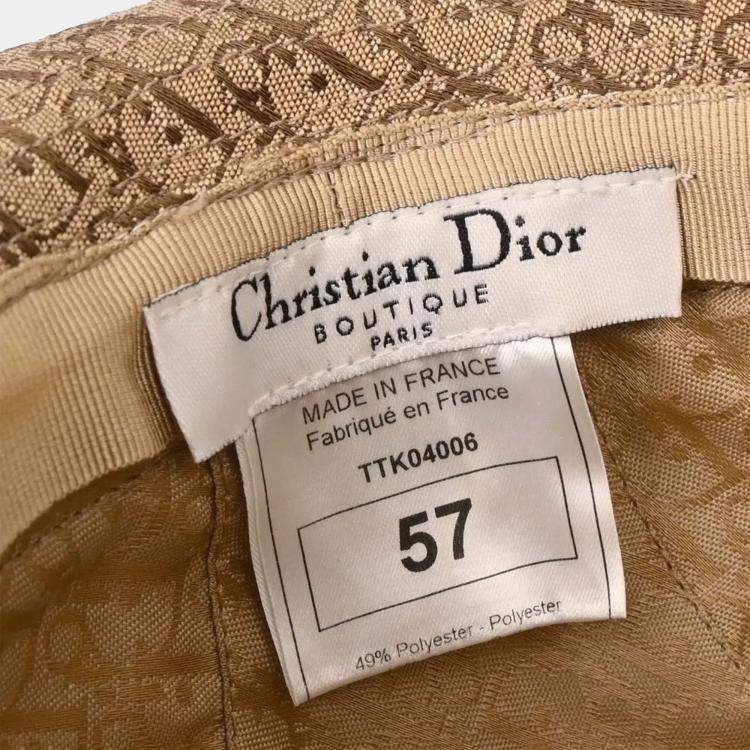 Christian Dior
BOUTIQUE
PARIS
MADE IN FRANCE
Fabriqué en France
TTK04006
57
49% Polyester - Polyester